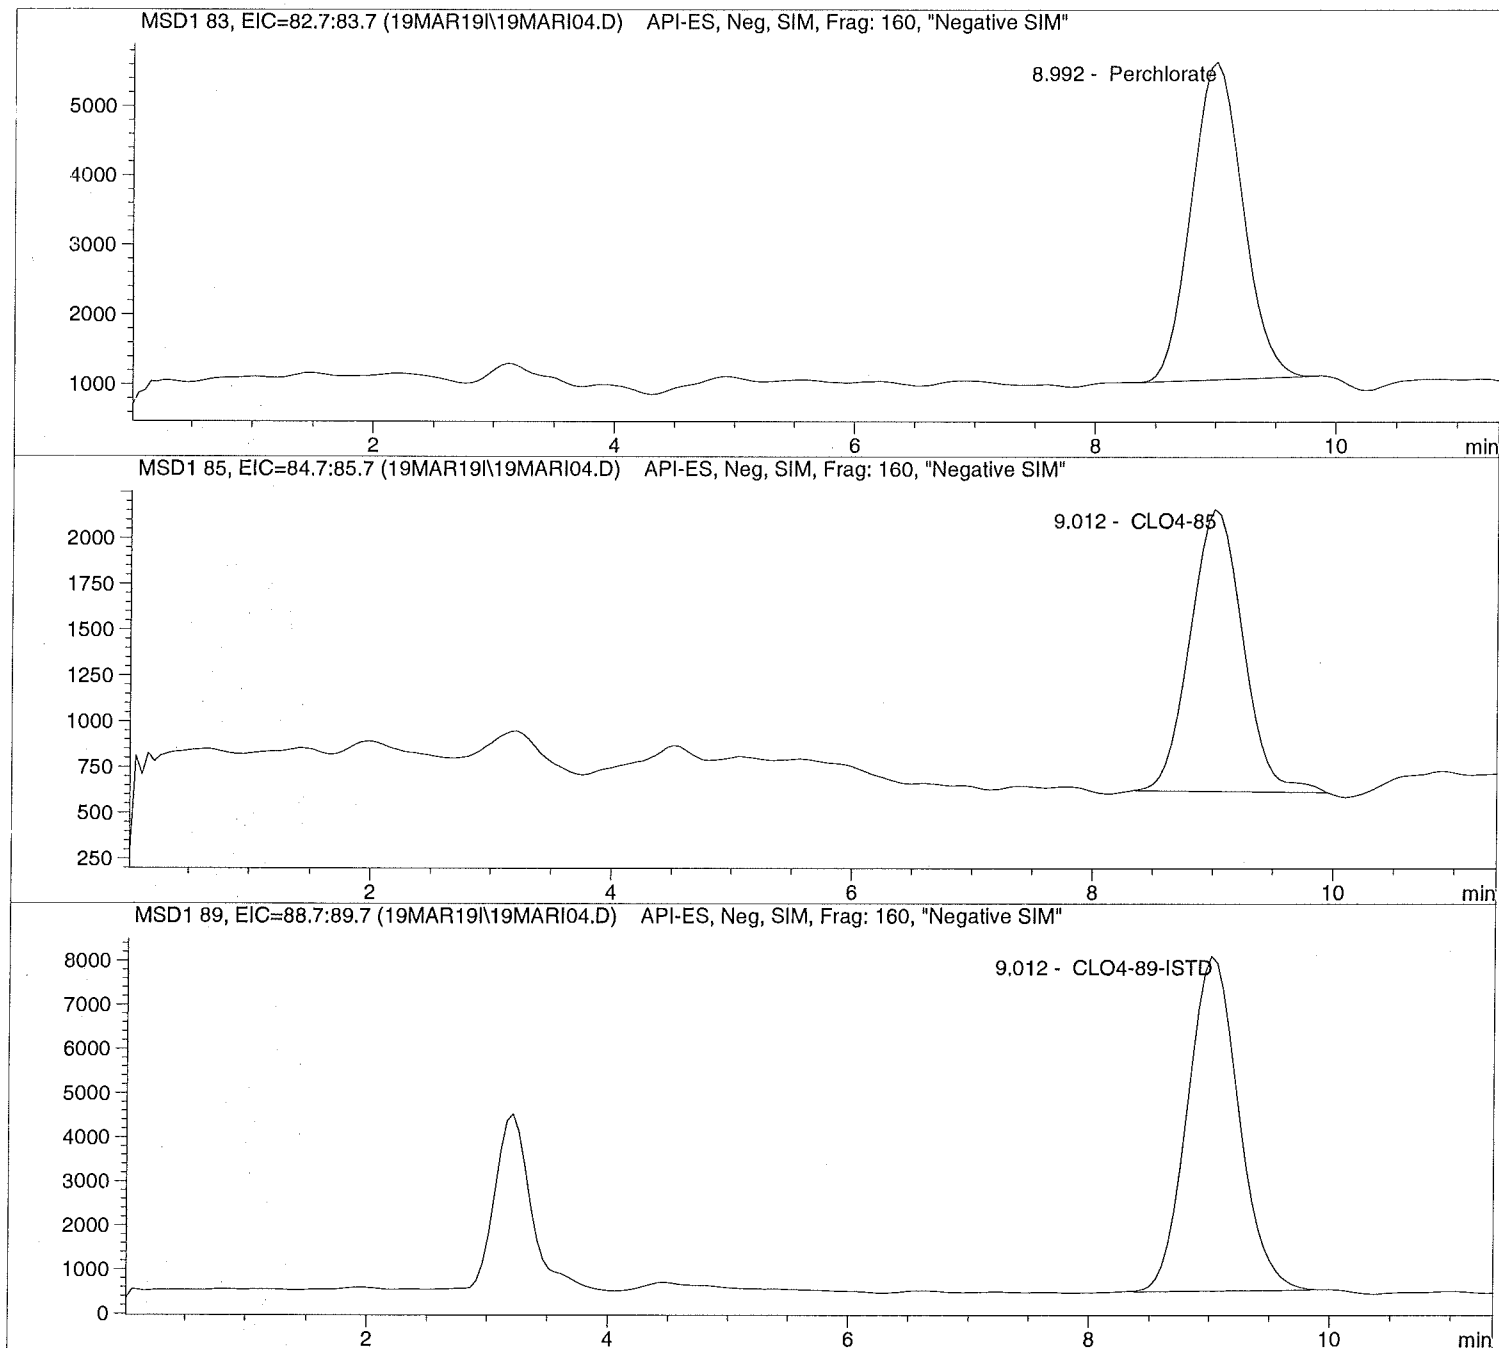 MSD1 83, EIC=82.7:83.7 (19MAR19I\19MARI04.D) API-ES, Neg, SIM, Frag: 160, "Negative SIM"
8.992 - Perchlorate
5000
4000
3000
2000
1000
2 4 6 8 10 min
MSD1 85, EIC=84.7:85.7 (19MAR19I\19MARI04.D) API-ES, Neg, SIM, Frag: 160, "Negative SIM"
9.012 - CLO4-85
2000
1750
1500
1250
1000
750
500
250
2 4 6 8 10 min
MSD1 89, EIC=88.7:89.7 (19MAR19I\19MARI04.D) API-ES, Neg, SIM, Frag: 160, "Negative SIM"
9.012 - CLO4-89-ISTD
8000
7000
6000
5000
4000
3000
2000
1000
0
2 4 6 8 10 min